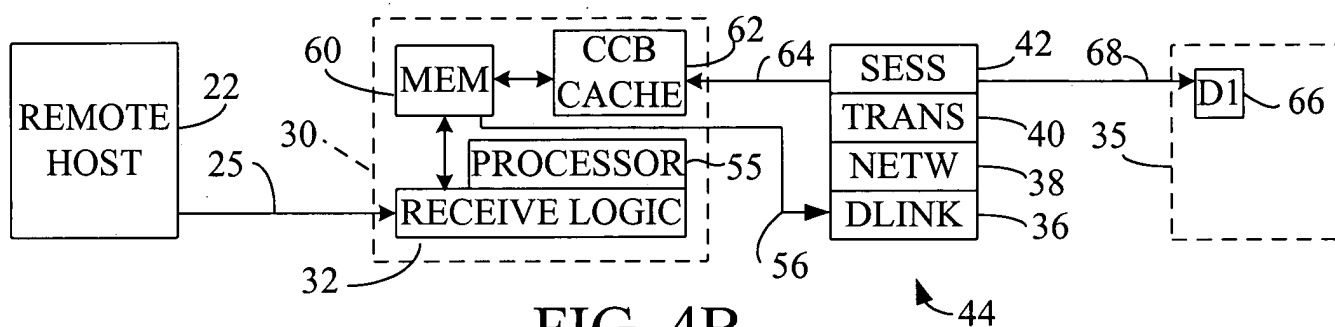 REMOTE
HOST
22
25
30
60
MEM
CCB
CACHE
62
64
PROCESSOR
55
RECEIVE LOGIC
32
56
SESS
TRANS
NETW
DLINK
42
40
38
36
44
68
D1
66
35
FIG. 4B